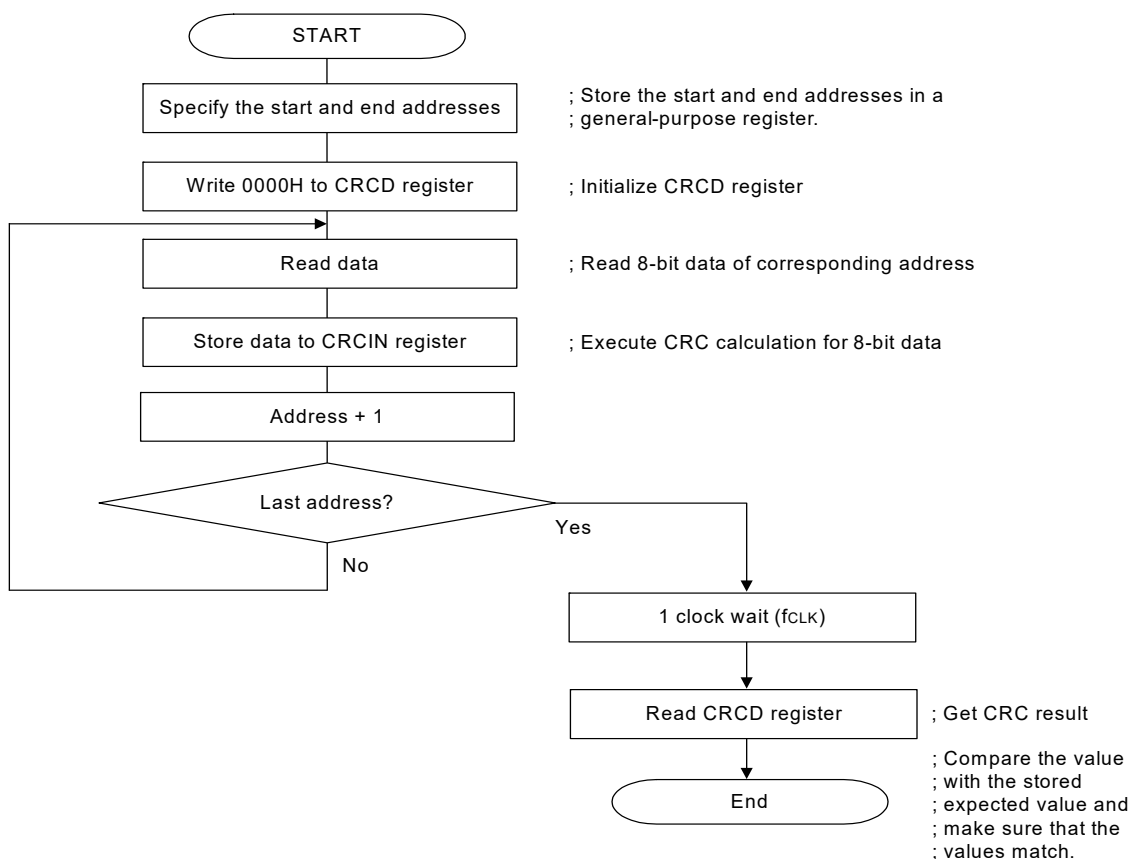 START
Specify the start and end addresses
; Store the start and end addresses in a
; general-purpose register.
Write 0000H to CRCD register
; Initialize CRCD register
Read data
; Read 8-bit data of corresponding address
Store data to CRCIN register
; Execute CRC calculation for 8-bit data
Address + 1
Last address?
Yes
No
1 clock wait (fCLK)
Read CRCD register
; Get CRC result
; Compare the value
; with the stored
; expected value and
; make sure that the
; values match.
End